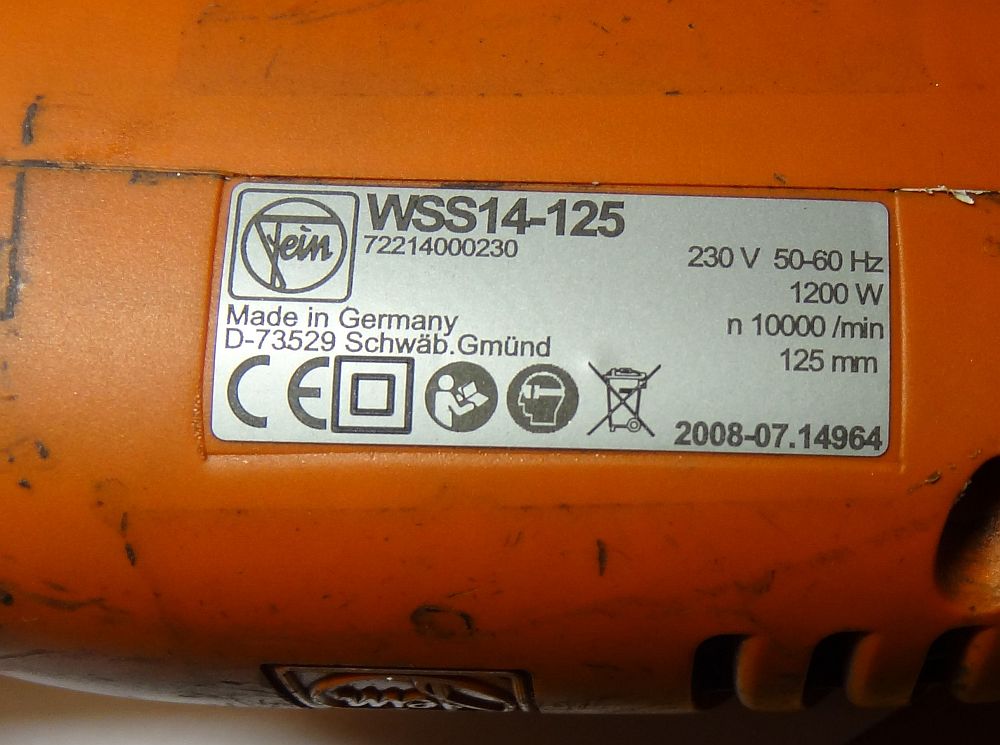 Fein
WSS14-125
72214000230
230 V 50-60 Hz
1200 W
n 10000 /min
125 mm
Made in Germany
D-73529 Schwäb.Gmünd
CE
2008-07.14964
Fein